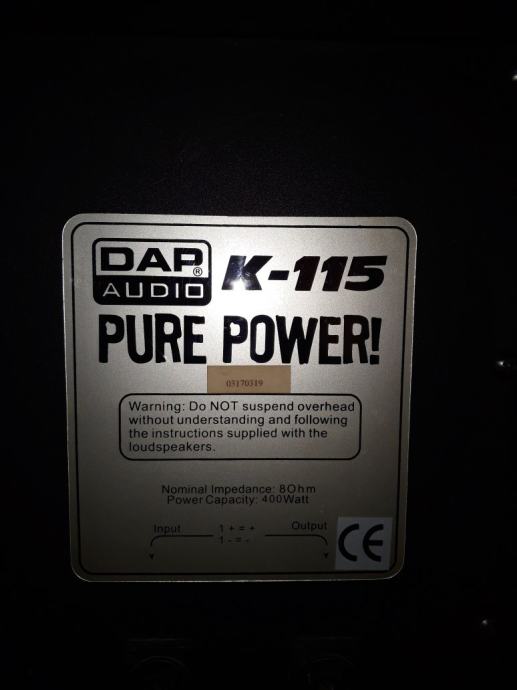 DAP®
AUDIO
K-115
PURE POWER!
03170319
Warning: Do NOT suspend overhead
without understanding and following
the instructions supplied with the
loudspeakers.
Nominal Impedance: 8Ohm
Power Capacity: 400Watt
Input 1 + = + Output
1 - = -
CE